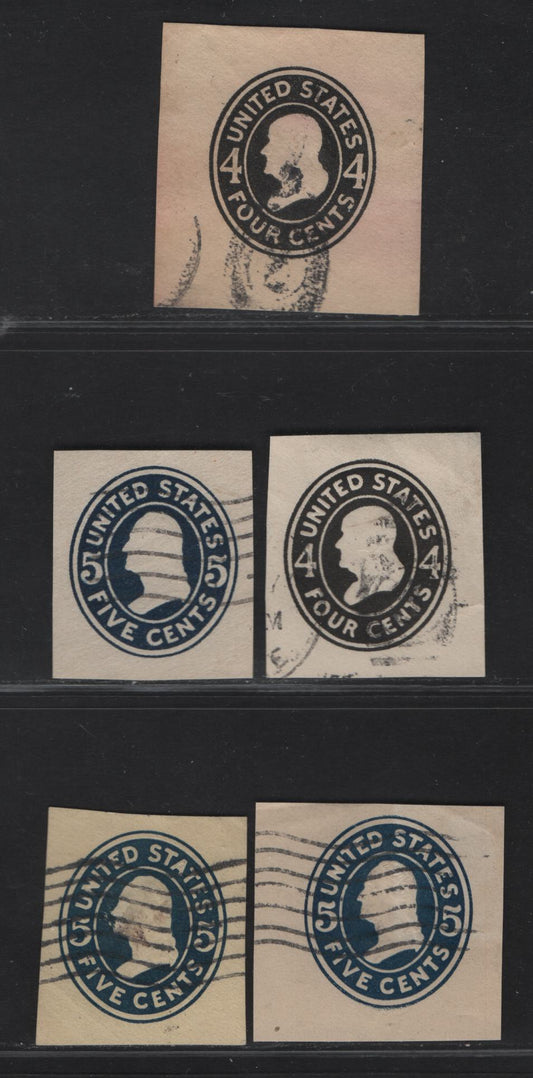 UNITED STATES
4 4
FOUR CENTS
UNITED STATES
5 5
FIVE CENTS
UNITED STATES
4 4
FOUR CENTS
M
E.
UNITED STATES
5 5
FIVE CENTS
UNITED STATES
5 5
FIVE CENTS